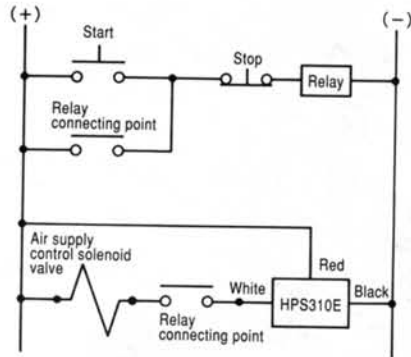 (+)
(−)
Start
Stop
Relay
Relay
connecting point
Air supply
control solenoid
valve
Red
White
HPS310E
Black
Relay
connecting point